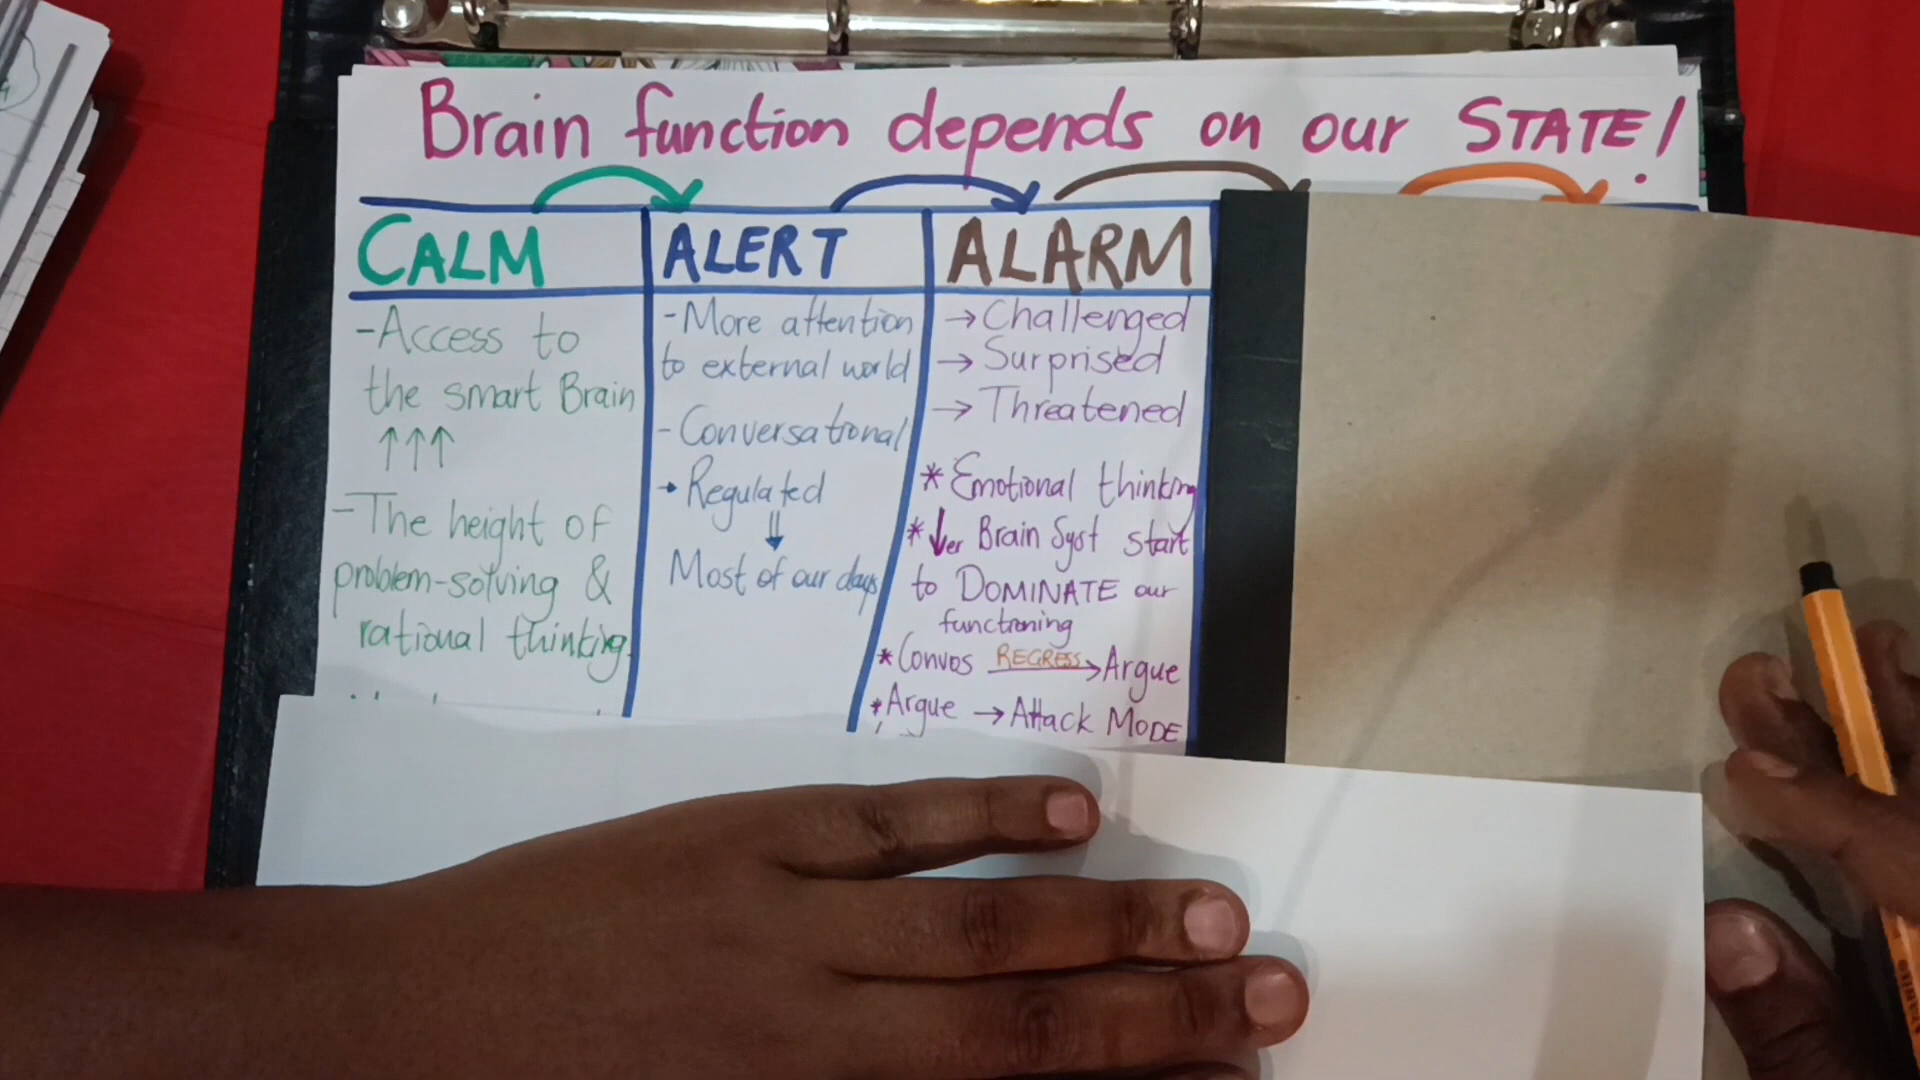 Brain function depends on our STATE!
CALM
-Access to
the smart Brain
↑↑↑
-The height of
problem-solving &
rational thinking.
ALERT
-More attention
to external world
-Conversational
→Regulated
⇓
Most of our days
ALARM
→Challenged
→Surprised
→Threatened
*Emotional thinking
*↓er Brain Syst start
to DOMINATE our
functioning
*Convos REGRESS→Argue
*Argue →Attack MODE